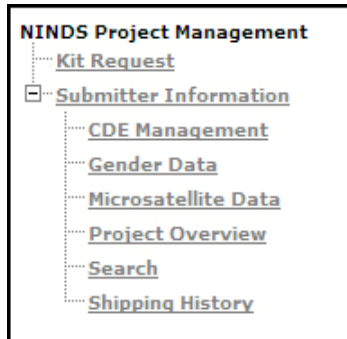 NINDS Project Management
Kit Request
Submitter Information
CDE Management
Gender Data
Microsatellite Data
Project Overview
Search
Shipping History